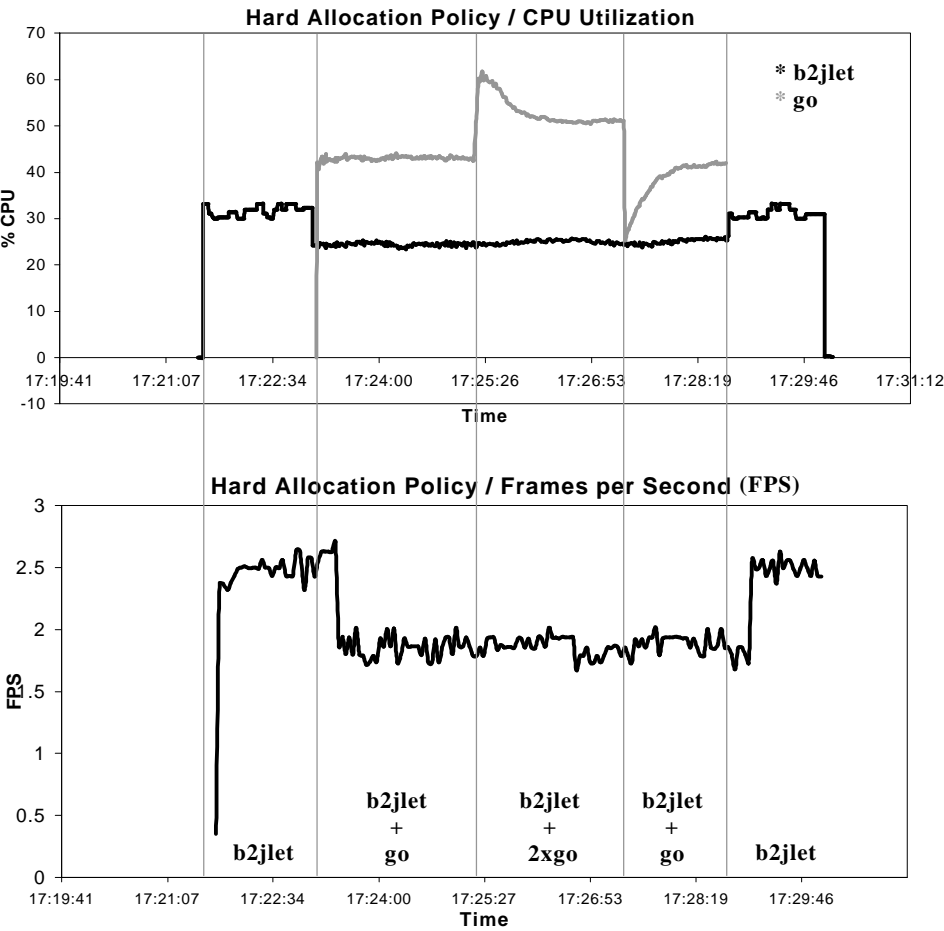 Hard Allocation Policy / CPU Utilization
70
60
50
40
30
20
10
0
-10
% CPU
* b2jlet
* go
17:19:41 17:21:07 17:22:34 17:24:00 17:25:26 17:26:53 17:28:19 17:29:46 17:31:12
Time
Hard Allocation Policy / Frames per Second (FPS)
3
2.5
2
1.5
1
0.5
0
FPS
b2jlet
b2jlet
+
go
b2jlet
+
2xgo
b2jlet
+
go
b2jlet
17:19:41 17:21:07 17:22:34 17:24:00 17:25:27 17:26:53 17:28:19 17:29:46
Time